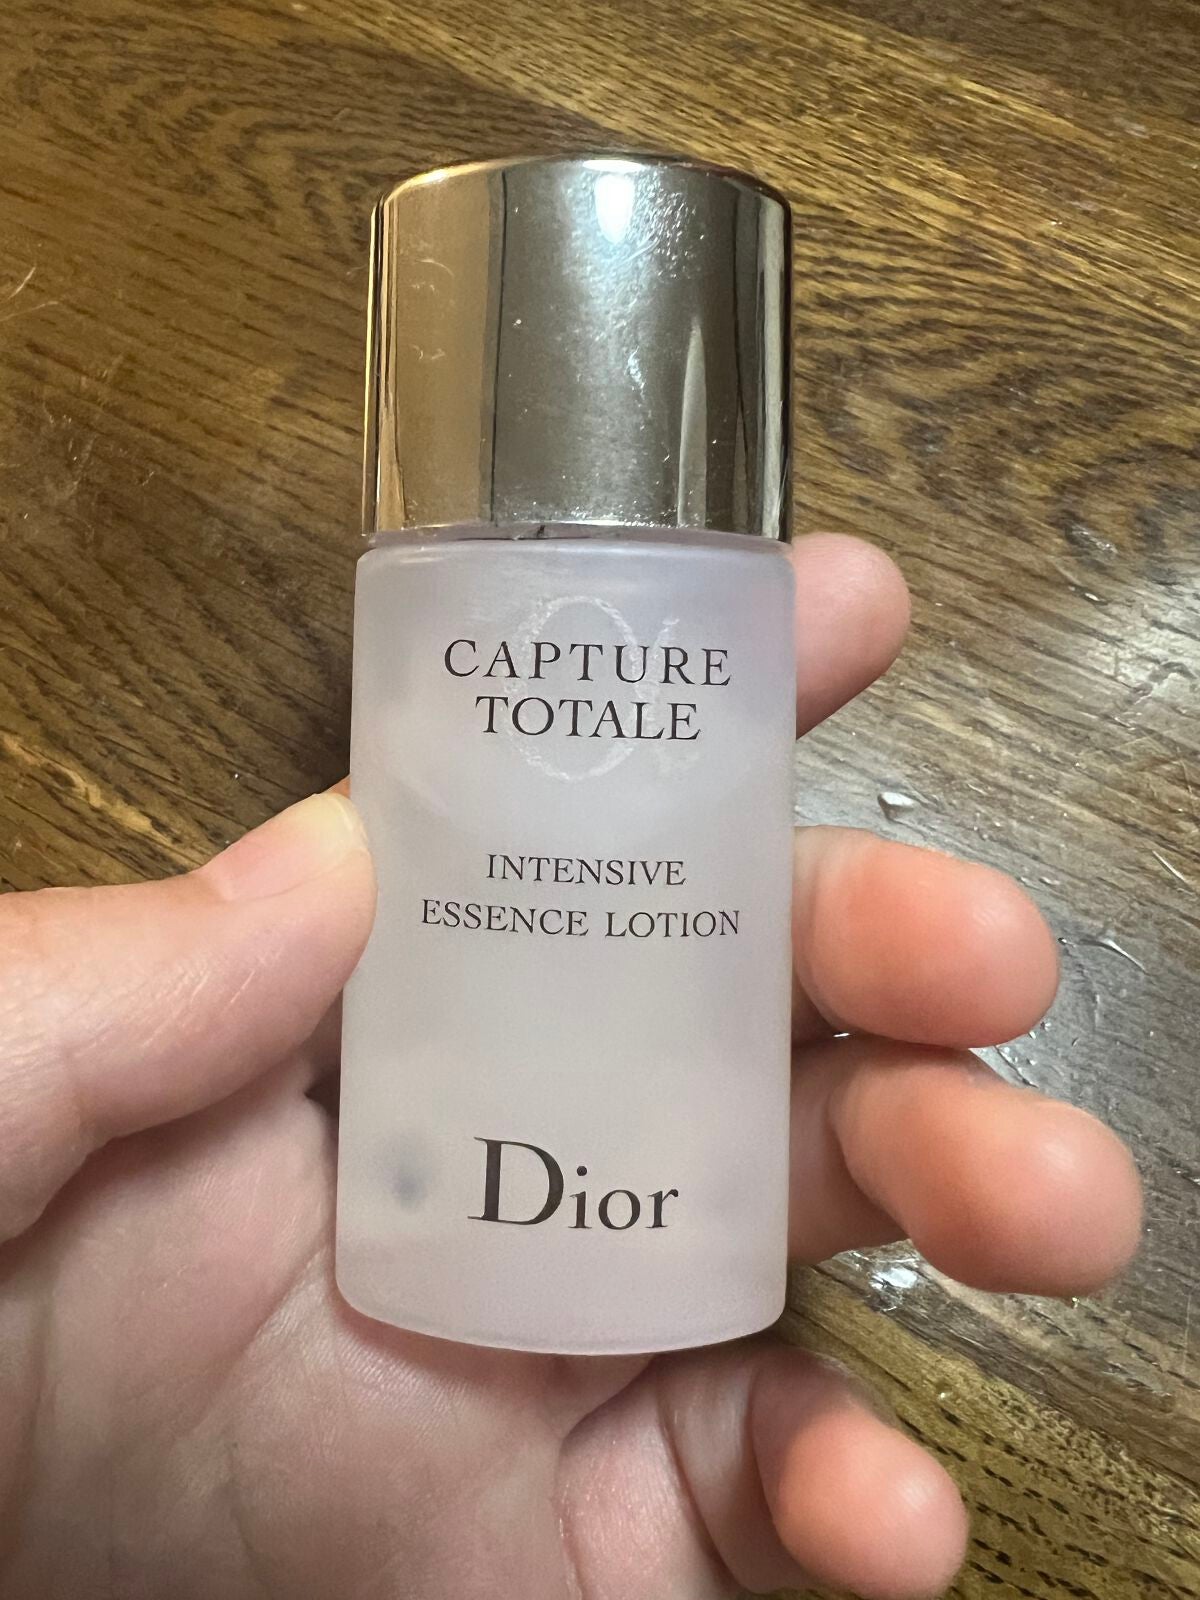 CAPTURE
TOTALE
INTENSIVE
ESSENCE LOTION
Dior